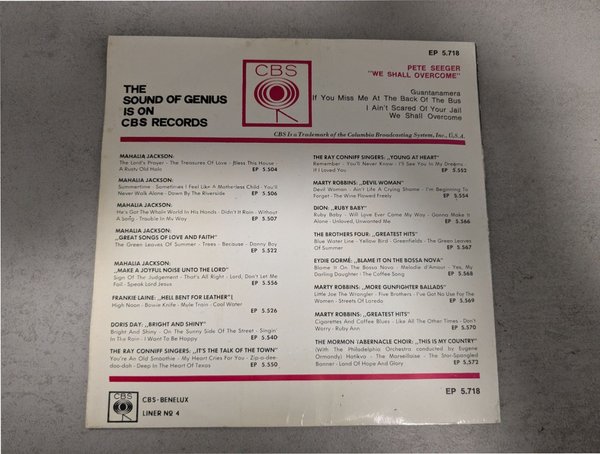 EP 5.718
PETE SEEGER
"WE SHALL OVERCOME"
Guantanamera
If You Miss Me At The Back Of The Bus
I Ain't Scared Of Your Jail
We Shall Overcome
CBS
THE
SOUND OF GENIUS
IS ON
CBS RECORDS
CBS Is a Trademark of the Columbia Broadcasting System, Inc., U.S.A.
MAHALIA JACKSON:
The Lord's Prayer - The Treasures Of Love - Bless This House -
A Rusty Old Halo EP 5.504
MAHALIA JACKSON:
Summertime - Sometimes I Feel Like A Motherless Child - You'll
Never Walk Alone - Down By The Riverside EP 5.506
MAHALIA JACKSON:
He's Got The Whole World In His Hands - Didn't It Rain - Without
A Song - Trouble In My Way EP 5.507
MAHALIA JACKSON:
„GREAT SONGS OF LOVE AND FAITH"
The Green Leaves Of Summer - Trees - Because - Danny Boy
EP 5.522
MAHALIA JACKSON:
„MAKE A JOYFUL NOISE UNTO THE LORD"
Sign Of The Judgement - That's All Right - Lord, Don't Let Me
Fail - Speak Lord Jesus EP 5.556
FRANKIE LAINE: „HELL BENT FOR LEATHER"!
High Noon - Bowie Knife - Mule Train - Cool Water
EP 5.526
DORIS DAY: „BRIGHT AND SHINY"
Bright And Shiny - On The Sunny Side Of The Street - Singin'
In The Rain - I Want To Be Happy EP 5.540
THE RAY CONNIFF SINGERS: „IT'S THE TALK OF THE TOWN"
You're An Old Smoothie - My Heart Cries For You - Zip-a-dee-
doo-dah - Deep In The Heart Of Texas EP 5.550
THE RAY CONNIFF SINGERS: „YOUNG AT HEART"
Remember - You'll Never Know - I'll See You In My Dreams -
If I Loved You EP 5.552
MARTY ROBBINS: „DEVIL WOMAN"
Devil Woman - Ain't Life A Crying Shame - I'm Beginning To
Forget - The Wine Flowed Freely EP 5.554
DION: „RUBY BABY"
Ruby Baby - Will Love Ever Come My Way - Gonna Make It
Alone - Unloved, Unwanted Me EP 5.566
THE BROTHERS FOUR: „GREATEST HITS"
Blue Water Line - Yellow Bird - Greenfields - The Green Leaves
Of Summer EP 5.567
EYDIE GORMÉ: „BLAME IT ON THE BOSSA NOVA"
Blame It On The Bossa Nova - Melodie d'Amour - Yes, My
Darling Daughter - The Coffee Song EP 5.568
MARTY ROBBINS: „MORE GUNFIGHTER BALLADS"
Little Joe The Wrangler - Five Brothers - I've Got No Use For The
Women - Streets Of Laredo EP 5.569
MARTY ROBBINS: „GREATEST HITS"
Cigarettes And Coffee Blues - Like All The Other Times - Don't
Worry - Ruby Ann EP 5.570
THE MORMON TABERNACLE CHOIR: „THIS IS MY COUNTRY"
(With The Philadelphia Orchestra conducted by Eugene
Ormandy) Hatikva - The Marseillaise - The Star-Spangled
Banner - Land Of Hope And Glory EP 5.572
CBS
CBS-BENELUX
LINER Nº 4
EP 5.718